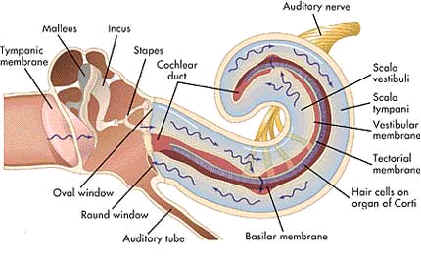 Auditory nerve
Mallees
Incus
Stapes
Tympanic
membrane
Cochlear
duct
Scala
vestibuli
Scala
tympani
Vestibular
membrane
Tectorial
membrane
Hair cells on
organ of Corti
Oval window
Round window
Auditory tube
Basilar membrane